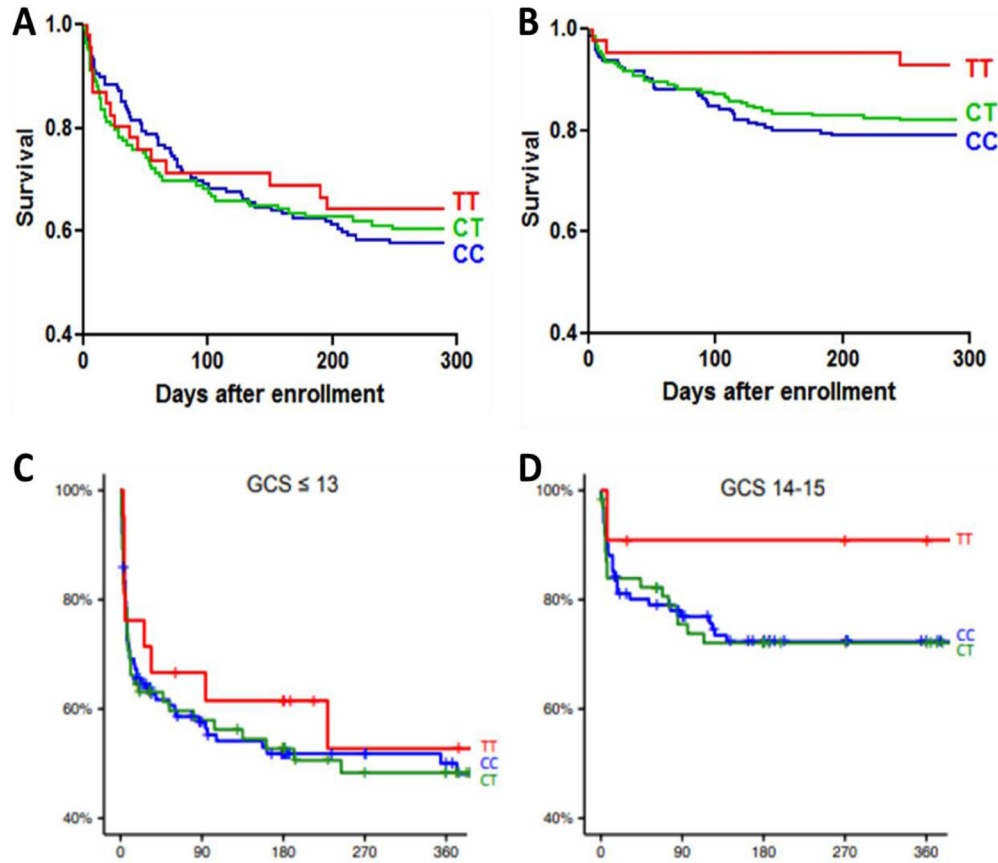 A
1.0
0.8
0.6
0.4
Survival
0 100 200 300
Days after enrollment
TT
CT
CC
B
1.0
0.8
0.6
0.4
Survival
0 100 200 300
Days after enrollment
TT
CT
CC
C
GCS ≤ 13
100%
80%
60%
40%
0 90 180 270 360
TT
CC
CT
D
GCS 14-15
100%
80%
60%
40%
0 90 180 270 360
TT
CC
CT